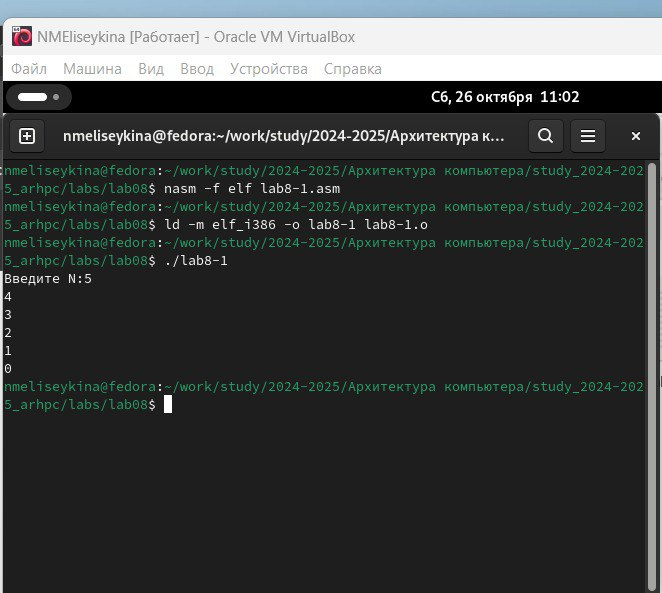 NMEliseykina [Работает] - Oracle VM VirtualBox
Файл Машина Вид Ввод Устройства Справка
Сб, 26 октября 11:02
nmeliseykina@fedora:~/work/study/2024-2025/Архитектура к...
nmeliseykina@fedora:~/work/study/2024-2025/Архитектура компьютера/study_2024-202
5_arhpc/labs/lab08$ nasm -f elf lab8-1.asm
nmeliseykina@fedora:~/work/study/2024-2025/Архитектура компьютера/study_2024-202
5_arhpc/labs/lab08$ ld -m elf_i386 -o lab8-1 lab8-1.o
nmeliseykina@fedora:~/work/study/2024-2025/Архитектура компьютера/study_2024-202
5_arhpc/labs/lab08$ ./lab8-1
Введите N:5
4
3
2
1
0
nmeliseykina@fedora:~/work/study/2024-2025/Архитектура компьютера/study_2024-202
5_arhpc/labs/lab08$